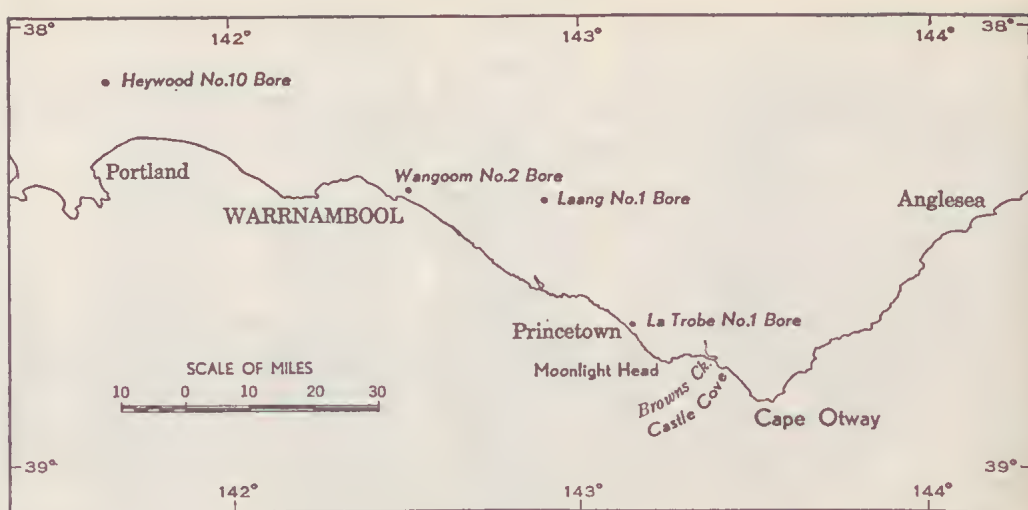 38°
142°
143°
144°
38°
Heywood No.10 Bore
Portland
WARRNAMBOOL
Wangoom No.2 Bore
Laang No.1 Bore
Anglesea
Princetown
La Trobe No.1 Bore
Moonlight Head
Browns Ck.
Castle Cove
Cape Otway
SCALE OF MILES
10 0 10 20 30
39°
142°
143°
144°
39°